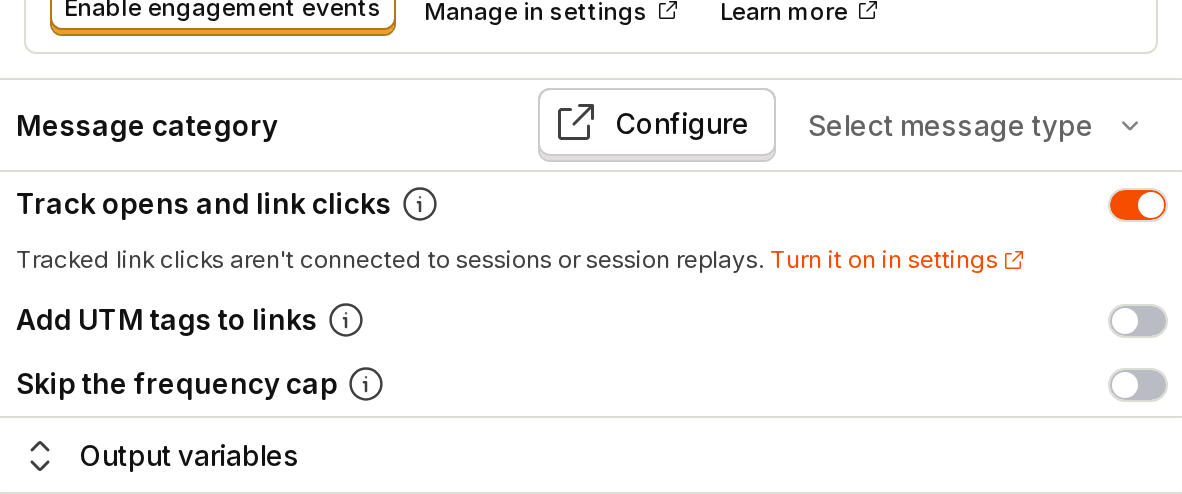 Enable engagement events Manage in settings Learn more
Message category Configure Select message type
Track opens and link clicks
Tracked link clicks aren't connected to sessions or session replays. Turn it on in settings
Add UTM tags to links
Skip the frequency cap
Output variables